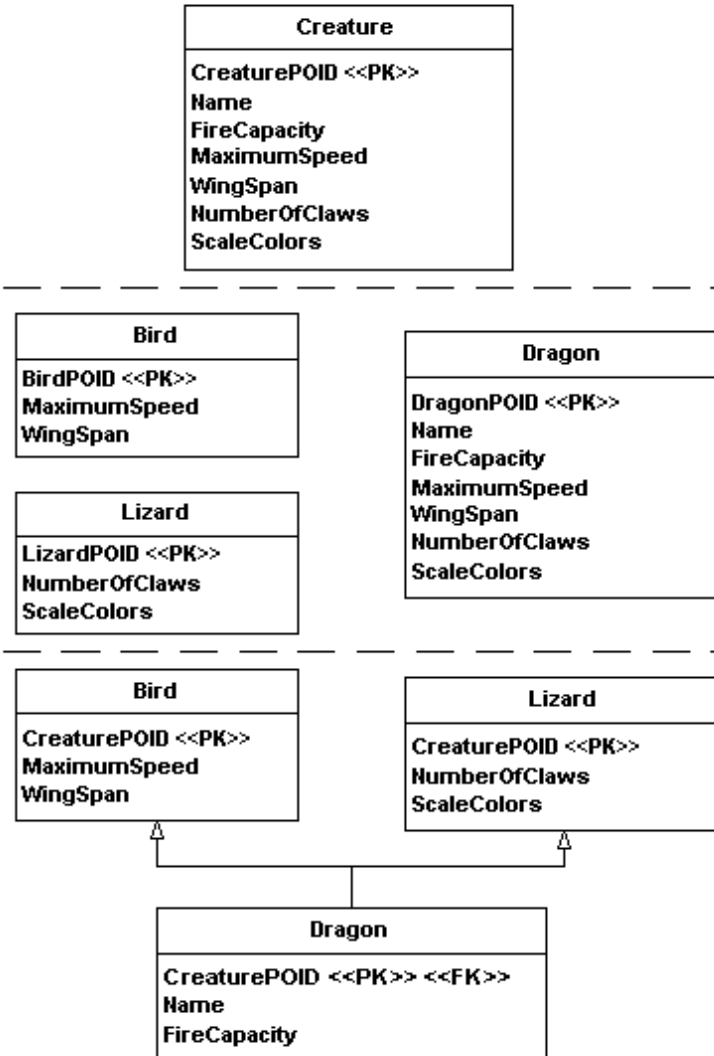 Creature
CreaturePOID <<PK>>
Name
FireCapacity
MaximumSpeed
WingSpan
NumberOfClaws
ScaleColors
Bird
BirdPOID <<PK>>
MaximumSpeed
WingSpan
Lizard
LizardPOID <<PK>>
NumberOfClaws
ScaleColors
Dragon
DragonPOID <<PK>>
Name
FireCapacity
MaximumSpeed
WingSpan
NumberOfClaws
ScaleColors
Bird
CreaturePOID <<PK>>
MaximumSpeed
WingSpan
Lizard
CreaturePOID <<PK>>
NumberOfClaws
ScaleColors
Dragon
CreaturePOID <<PK>> <<FK>>
Name
FireCapacity